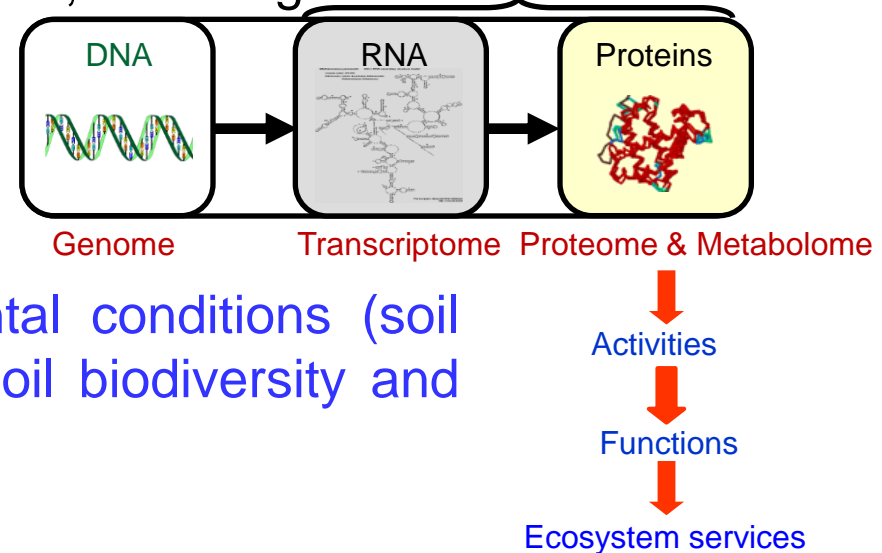 DNA
RNA
Proteins
Genome
Transcriptome
Proteome & Metabolome
ntal conditions (soil
oil biodiversity and
Activities
Functions
Ecosystem services